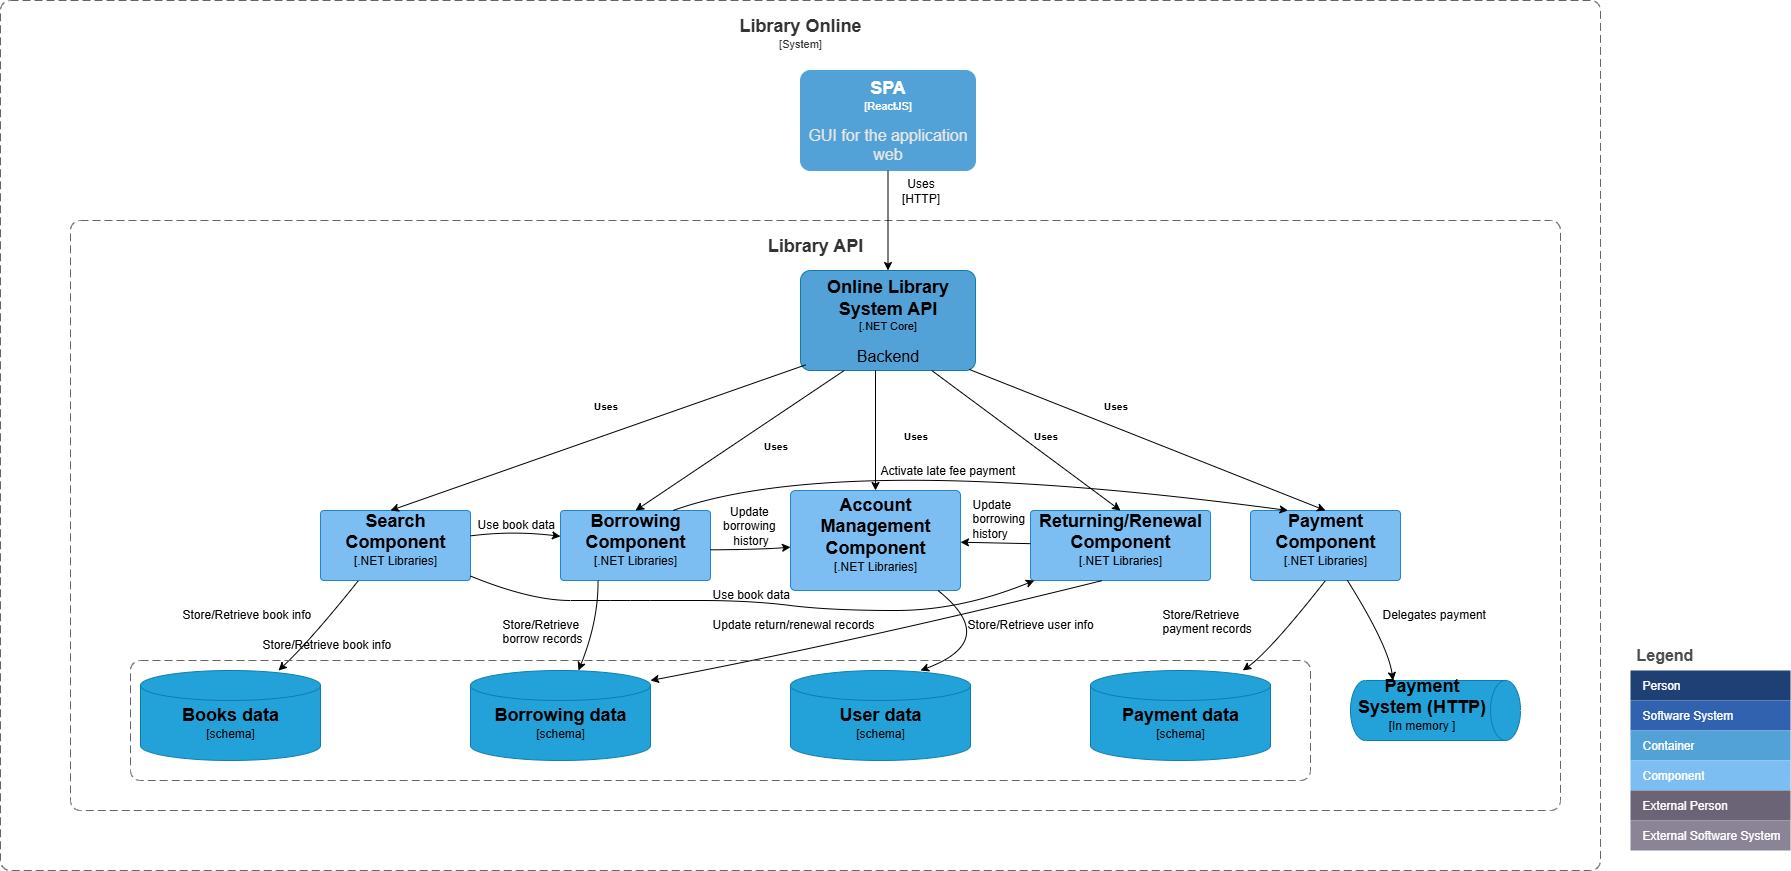 Library Online
[System]
SPA
[ReactJS]
GUI for the application
web
Uses
[HTTP]
Library API
Online Library
System API
[.NET Core]
Backend
Uses
Uses
Uses
Uses
Uses
Activate late fee payment
Search
Component
[.NET Libraries]
Use book data
Borrowing
Component
[.NET Libraries]
Update
borrowing
history
Account
Management
Component
[.NET Libraries]
Update
borrowing
history
Returning/Renewal
Component
[.NET Libraries]
Payment
Component
[.NET Libraries]
Use book data
Store/Retrieve book info
Store/Retrieve book info
Store/Retrieve
borrow records
Update return/renewal records
Store/Retrieve user info
Store/Retrieve
payment records
Delegates payment
Books data
[schema]
Borrowing data
[schema]
User data
[schema]
Payment data
[schema]
Payment
System (HTTP)
[In memory ]
Legend
Person
Software System
Container
Component
External Person
External Software System